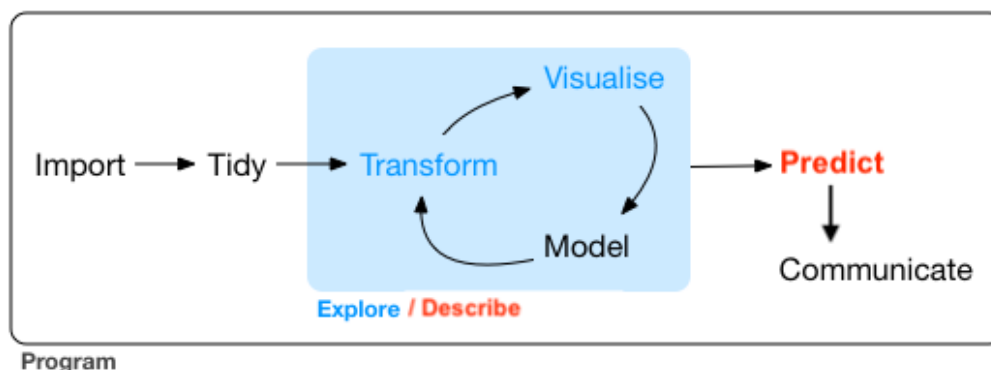 Visualise
Import Tidy Transform Predict
Model
Communicate
Explore / Describe
Program